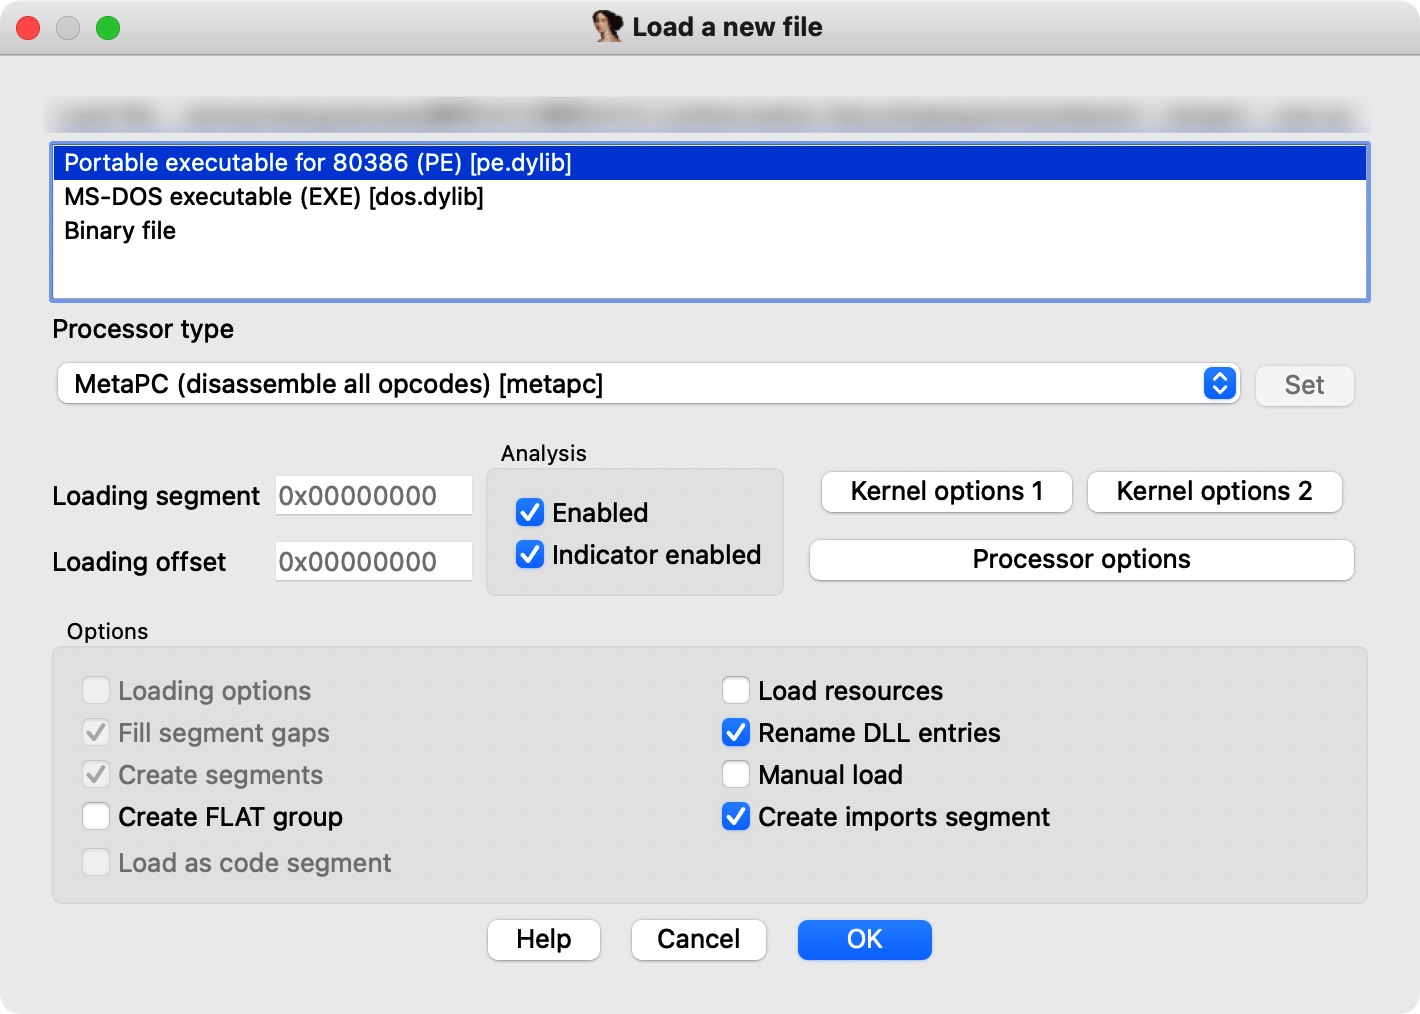 Load a new file
Portable executable for 80386 (PE) [pe.dylib]
MS-DOS executable (EXE) [dos.dylib]
Binary file
Processor type
MetaPC (disassemble all opcodes) [metapc]
Set
Analysis
Loading segment 0x00000000
Enabled
Kernel options 1
Kernel options 2
Loading offset 0x00000000
Indicator enabled
Processor options
Options
Loading options
Load resources
Fill segment gaps
Rename DLL entries
Create segments
Manual load
Create FLAT group
Create imports segment
Load as code segment
Help
Cancel
OK